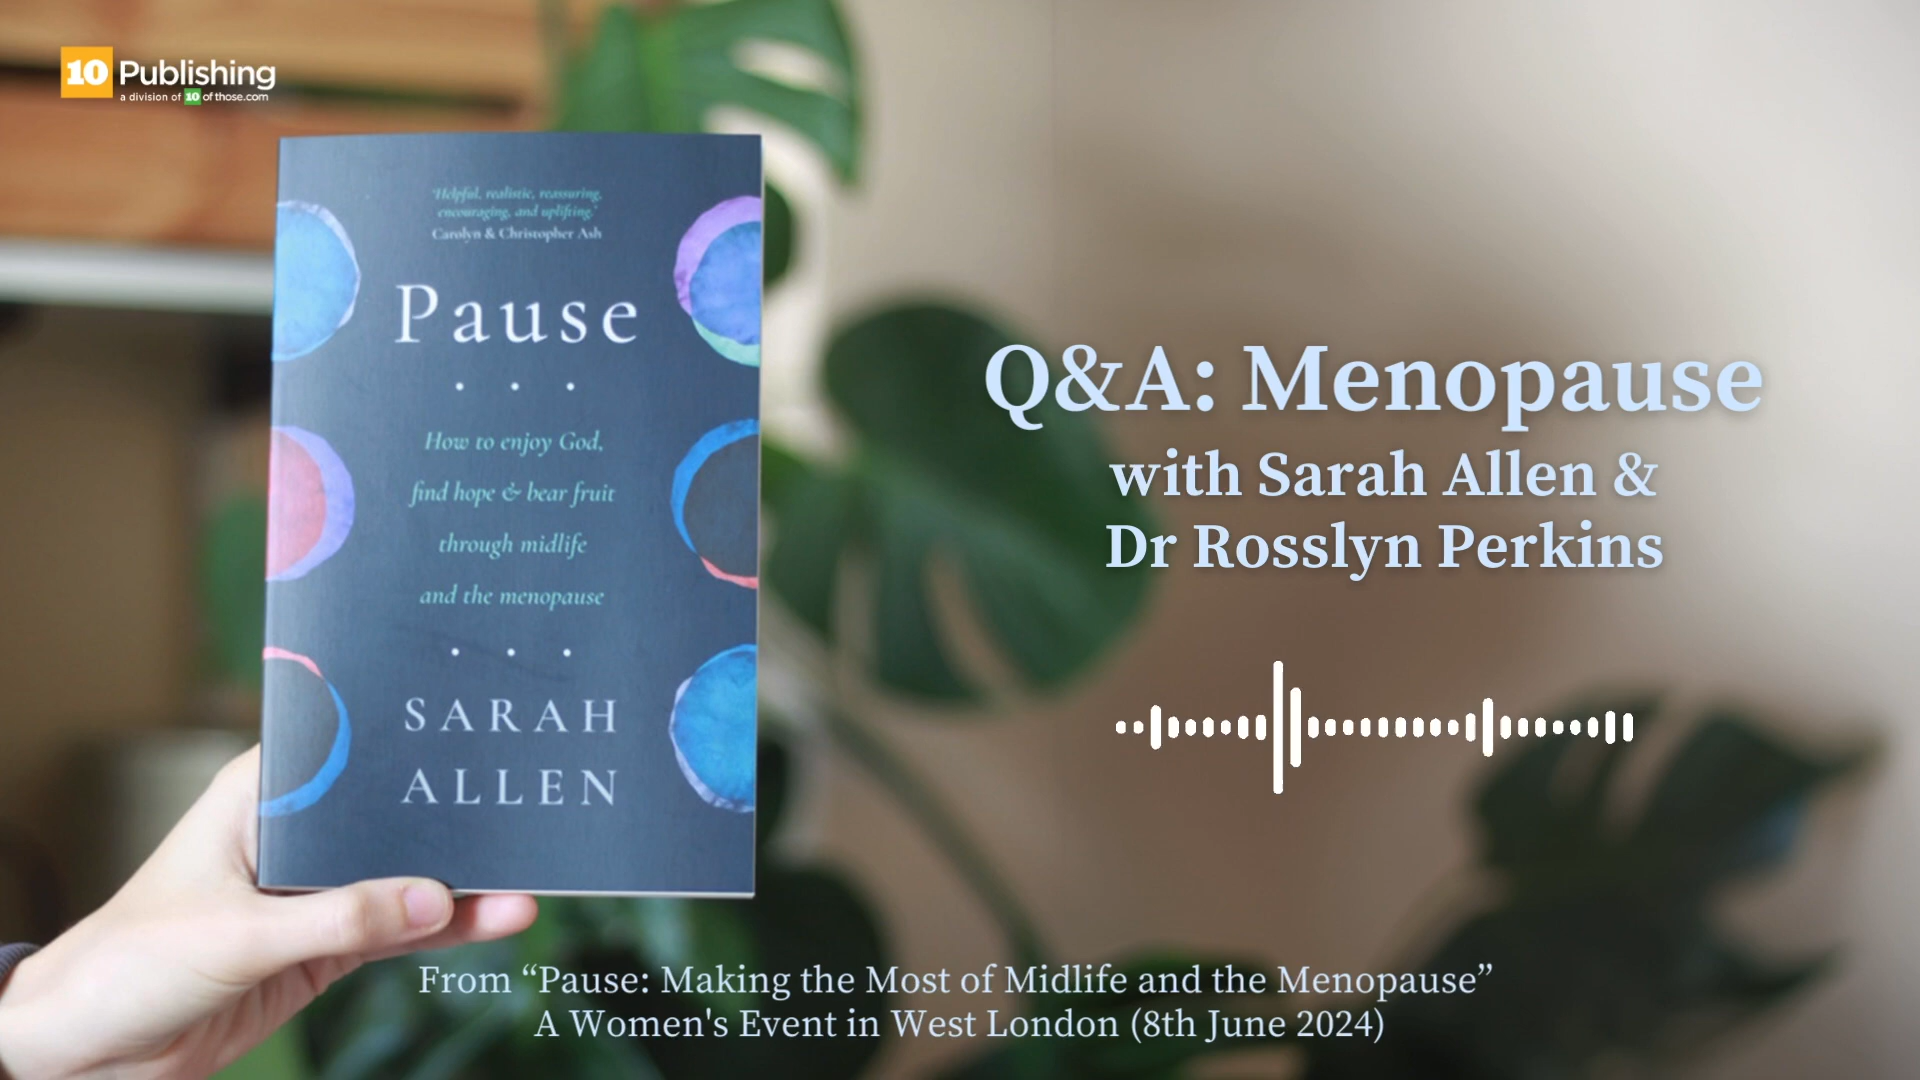 10 Publishing
a division of 10 ofthose.com
'Helpful, realistic, reassuring,
encouraging, and uplifting.'
Carolyn & Christopher Ash
Pause
How to enjoy God,
find hope & bear fruit
through midlife
and the menopause
SARAH
ALLEN
Q&A: Menopause
with Sarah Allen &
Dr Rosslyn Perkins
From “Pause: Making the Most of Midlife and the Menopause”
A Women's Event in West London (8th June 2024)